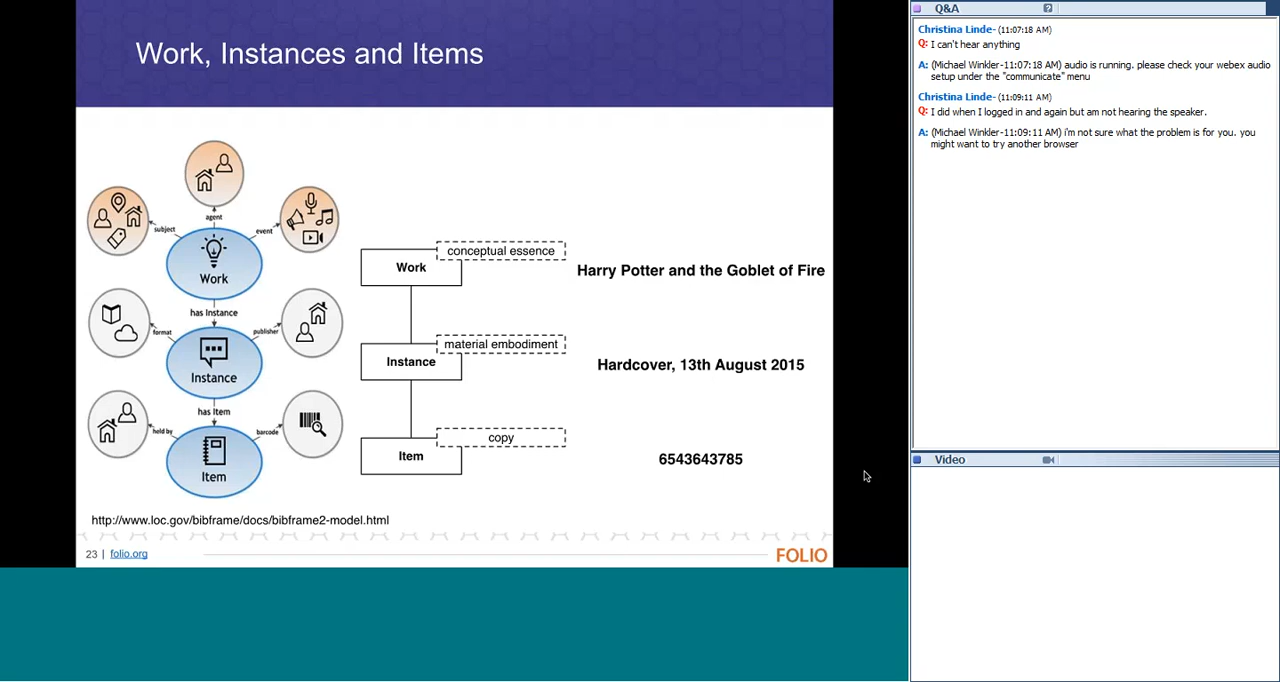 Work, Instances and Items
agent
subject
event
Work
has Instance
format
publisher
Instance
has Item
held by
barcode
Item
conceptual essence
Work
Harry Potter and the Goblet of Fire
material embodiment
Instance
Hardcover, 13th August 2015
copy
Item
6543643785
http://www.loc.gov/bibframe/docs/bibframe2-model.html
23 | folio.org
FOLIO
Q&A
?
Christina Linde- (11:07:18 AM)
Q: I can't hear anything
A: (Michael Winkler-11:07:18 AM) audio is running. please check your webex audio
setup under the "communicate" menu
Christina Linde- (11:09:11 AM)
Q: I did when I logged in and again but am not hearing the speaker.
A: (Michael Winkler-11:09:11 AM) i'm not sure what the problem is for you. you
might want to try another browser
Video